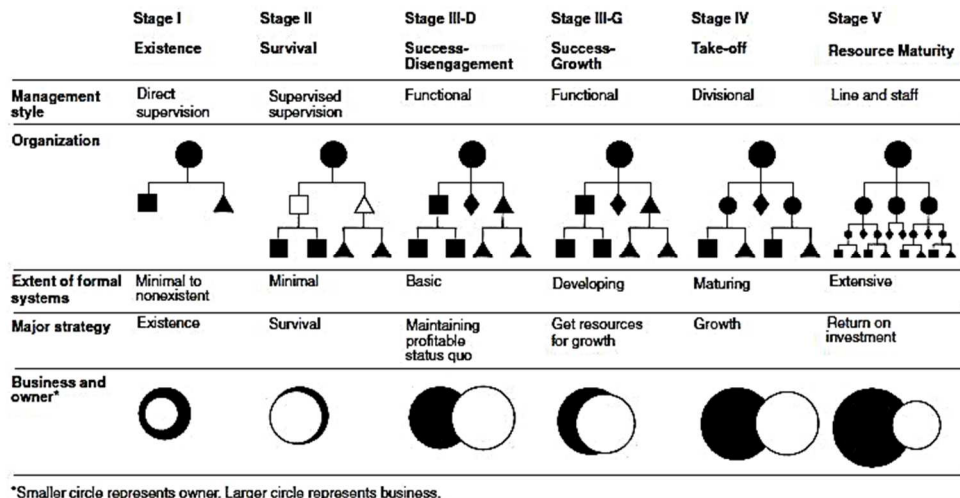 Stage I Stage II Stage III-D Stage III-G Stage IV Stage V
Existence Survival Success- Success- Take-off Resource Maturity
Disengagement Growth
Management Direct Supervised Functional Functional Divisional Line and staff
style supervision supervision
Organization
Extent of formal Minimal to Minimal Basic Developing Maturing Extensive
systems nonexistent
Major strategy Existence Survival Maintaining Get resources Growth Return on
profitable for growth investment
status quo
Business and
owner*
*Smaller circle represents owner. Larger circle represents business.